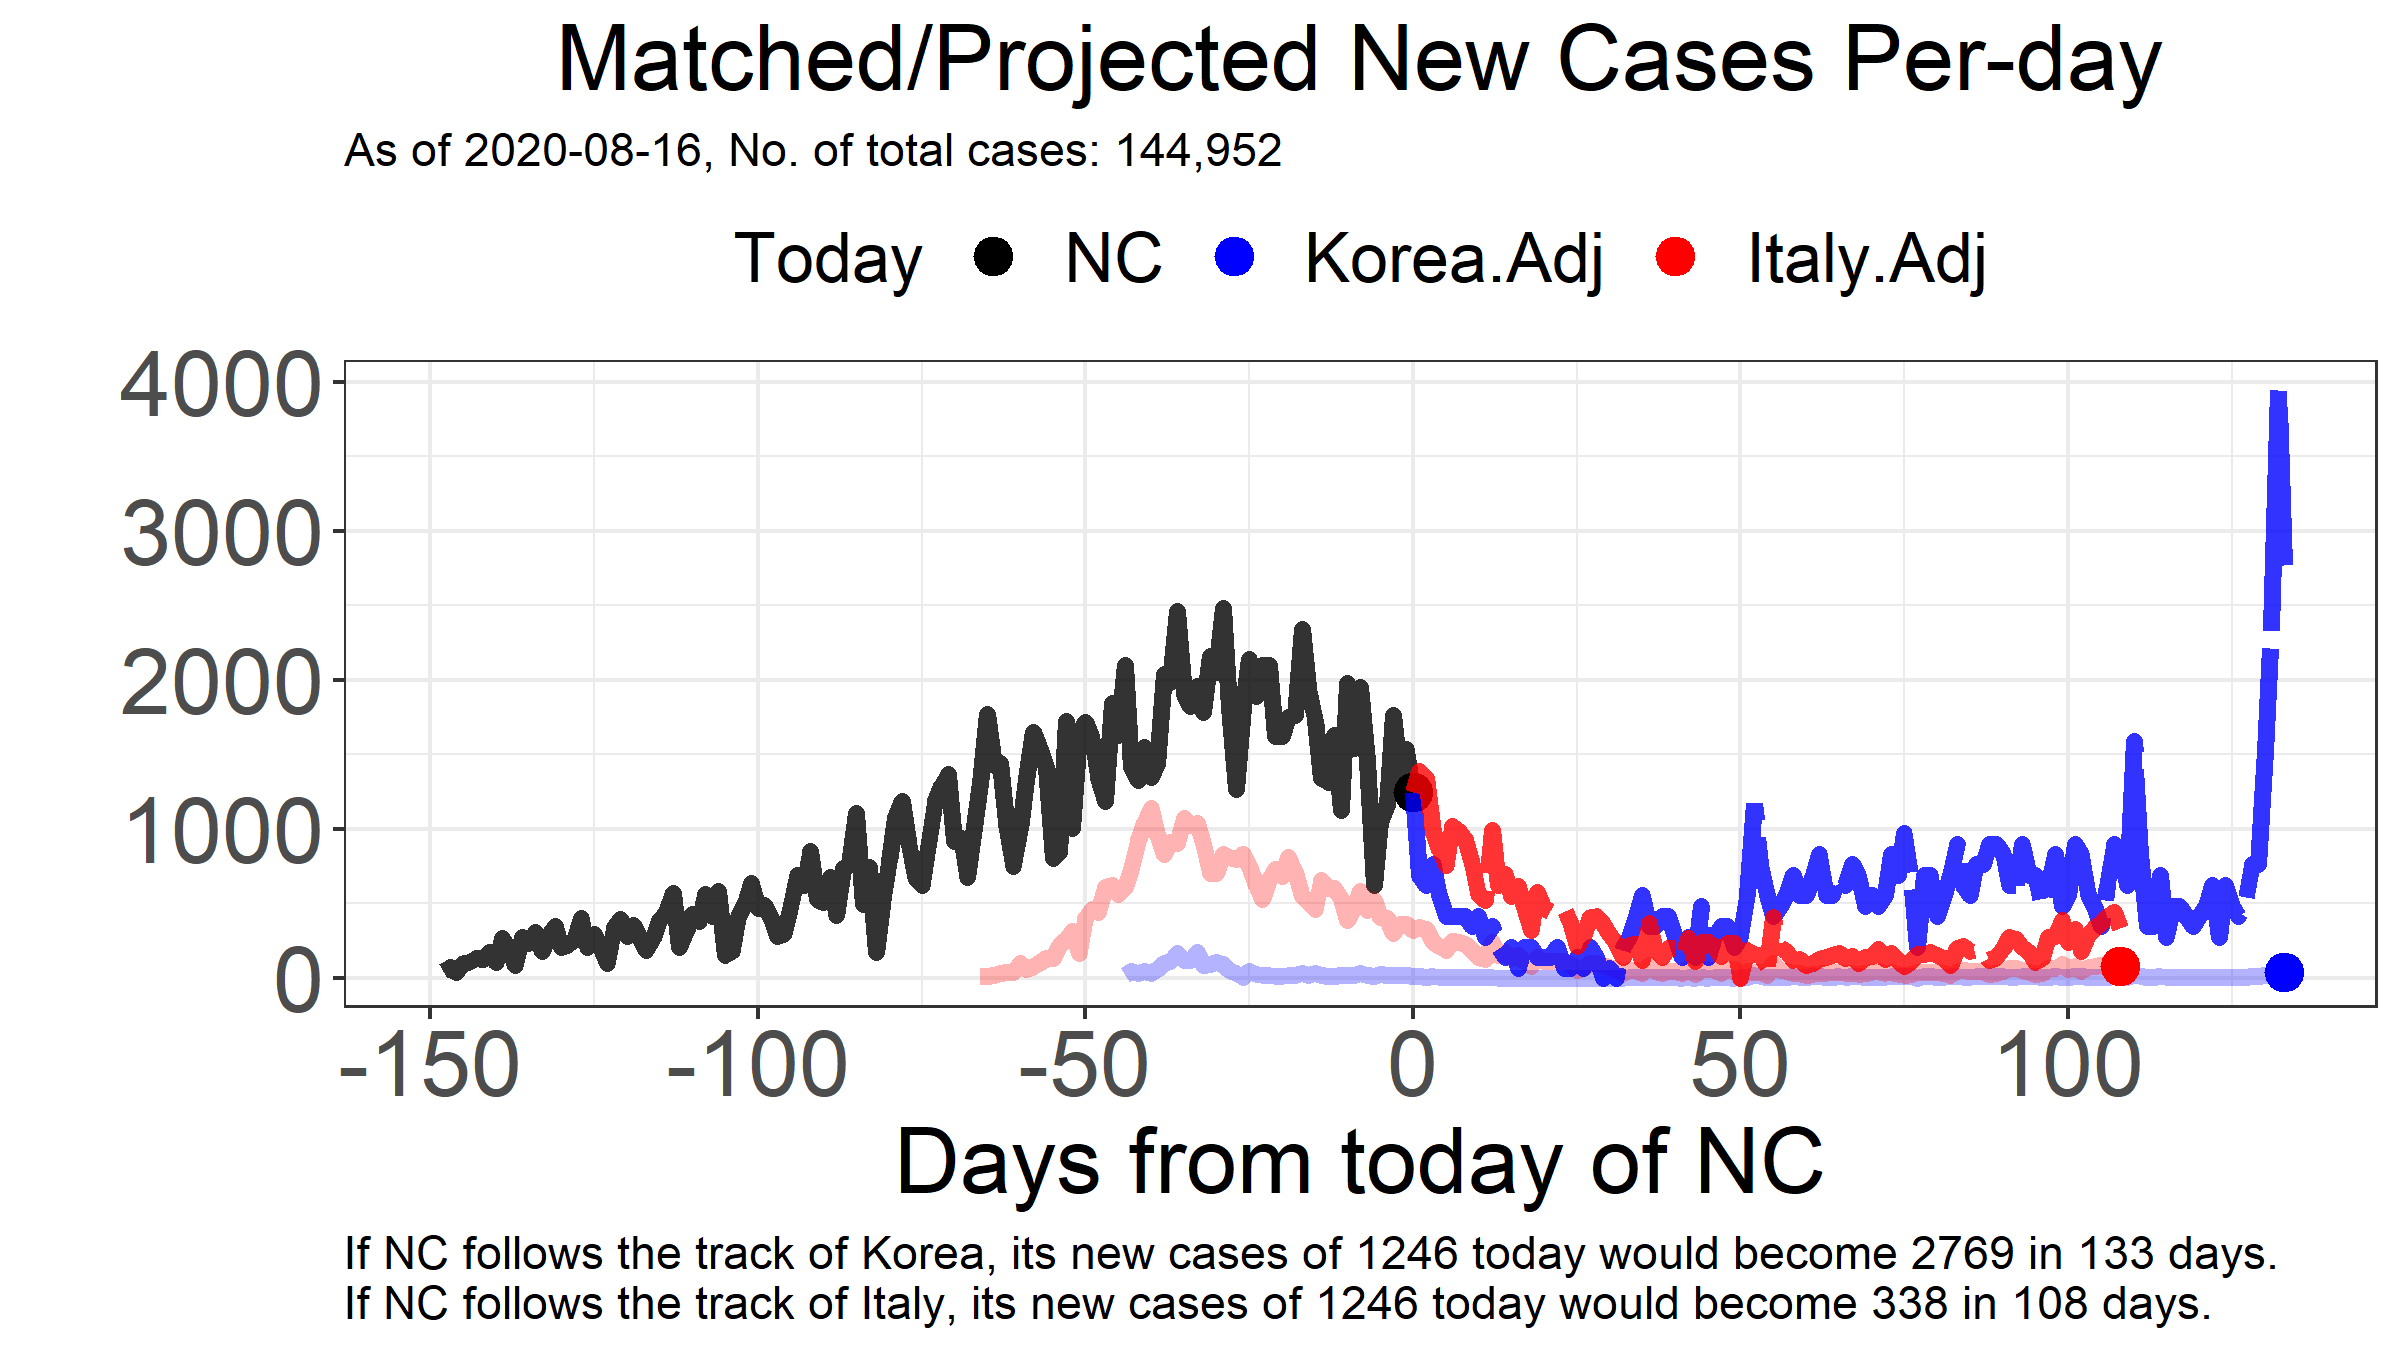 Matched/Projected New Cases Per-day
As of 2020-08-16, No. of total cases: 144,952
Today NC Korea.Adj Italy.Adj
4000
3000
2000
1000
0
-150 -100 -50 0 50 100
Days from today of NC
If NC follows the track of Korea, its new cases of 1246 today would become 2769 in 133 days.
If NC follows the track of Italy, its new cases of 1246 today would become 338 in 108 days.